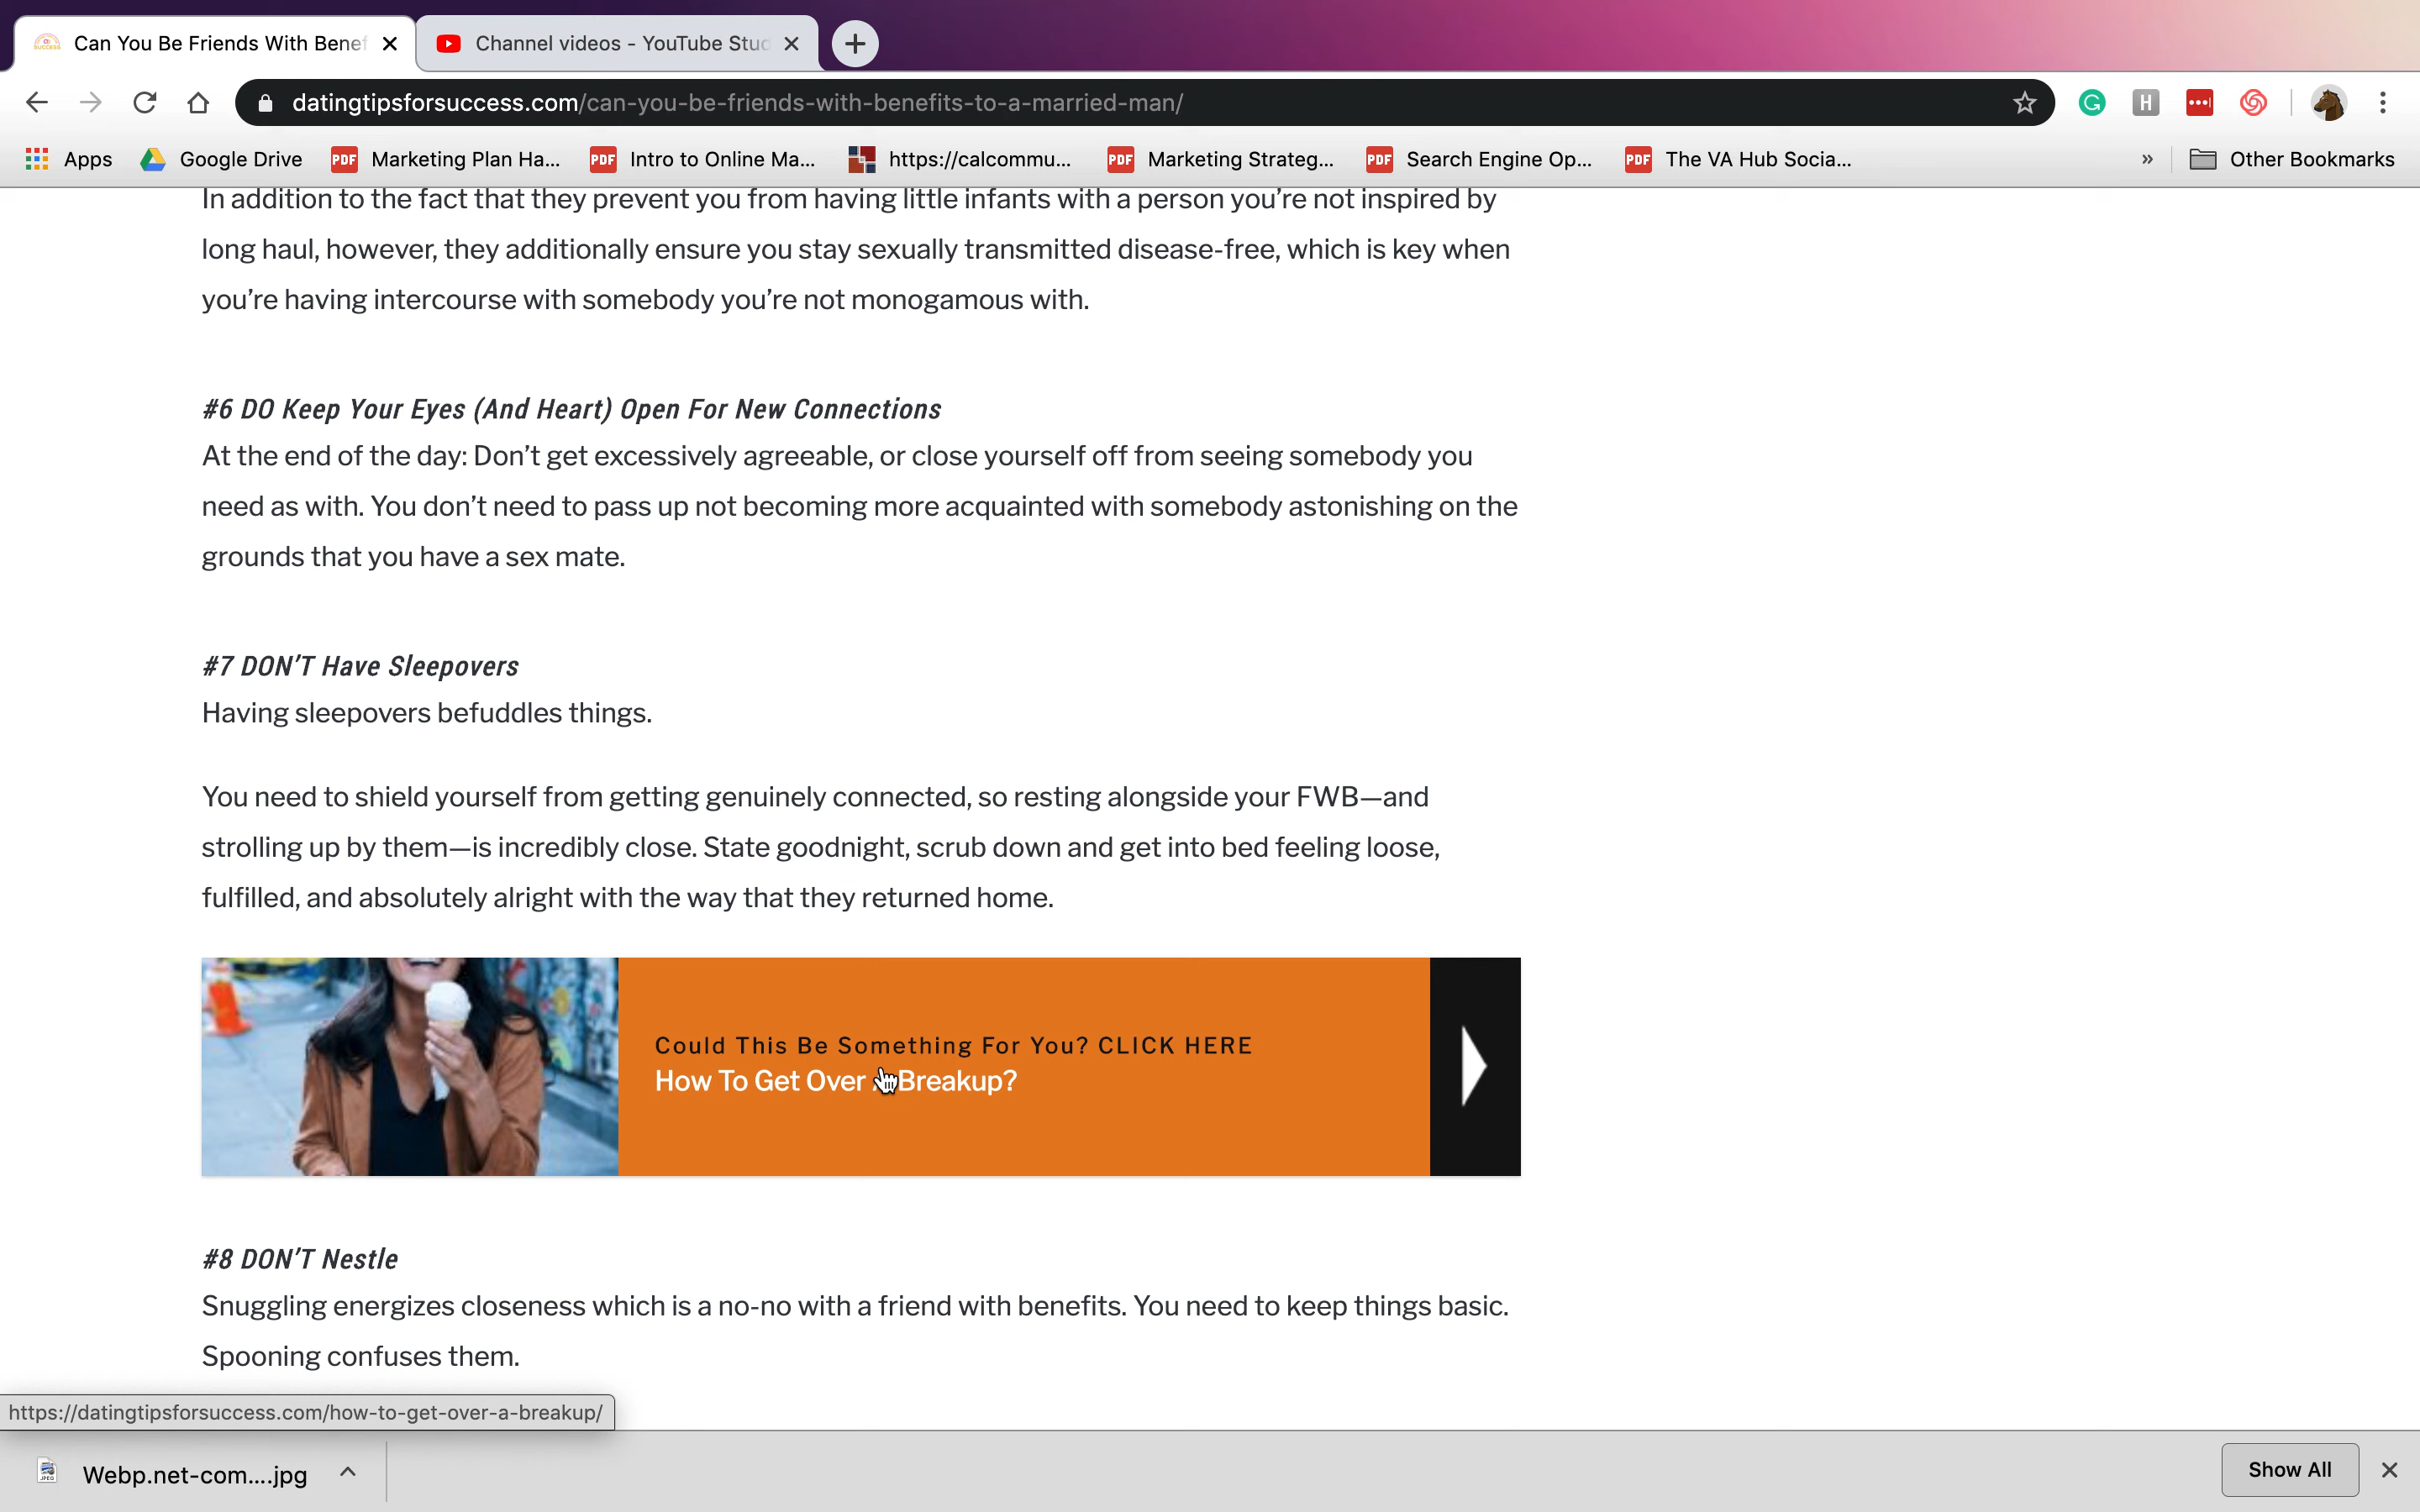 Can You Be Friends With Benef
Channel videos - YouTube Stud
datingtipsforsuccess.com/can-you-be-friends-with-benefits-to-a-married-man/
Apps
Google Drive
PDF Marketing Plan Ha...
PDF Intro to Online Ma...
https://calcommu...
PDF Marketing Strateg...
PDF Search Engine Op...
PDF The VA Hub Socia...
»
Other Bookmarks
In addition to the fact that they prevent you from having little infants with a person you’re not inspired by
long haul, however, they additionally ensure you stay sexually transmitted disease-free, which is key when
you’re having intercourse with somebody you’re not monogamous with.
#6 DO Keep Your Eyes (And Heart) Open For New Connections
At the end of the day: Don’t get excessively agreeable, or close yourself off from seeing somebody you
need as with. You don’t need to pass up not becoming more acquainted with somebody astonishing on the
grounds that you have a sex mate.
#7 DON’T Have Sleepovers
Having sleepovers befuddles things.
You need to shield yourself from getting genuinely connected, so resting alongside your FWB—and
strolling up by them—is incredibly close. State goodnight, scrub down and get into bed feeling loose,
fulfilled, and absolutely alright with the way that they returned home.
Could This Be Something For You? CLICK HERE
How To Get Over Breakup?
#8 DON’T Nestle
Snuggling energizes closeness which is a no-no with a friend with benefits. You need to keep things basic.
Spooning confuses them.
https://datingtipsforsuccess.com/how-to-get-over-a-breakup/
JPEG
Webp.net-com....jpg
Show All